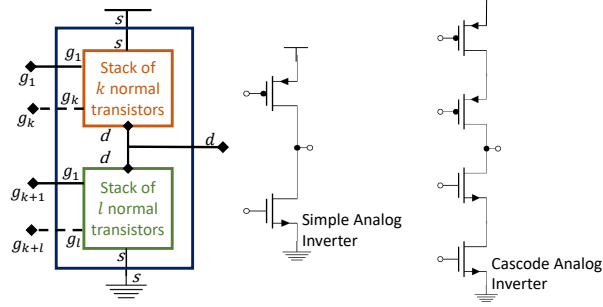 s
s
g1
g1
Stack of
k normal
transistors
gk
gk
d
d
d
g1
gk+1
Stack of
l normal
transistors
gl
gk+l
s
s
Simple Analog
Inverter
Cascode Analog
Inverter